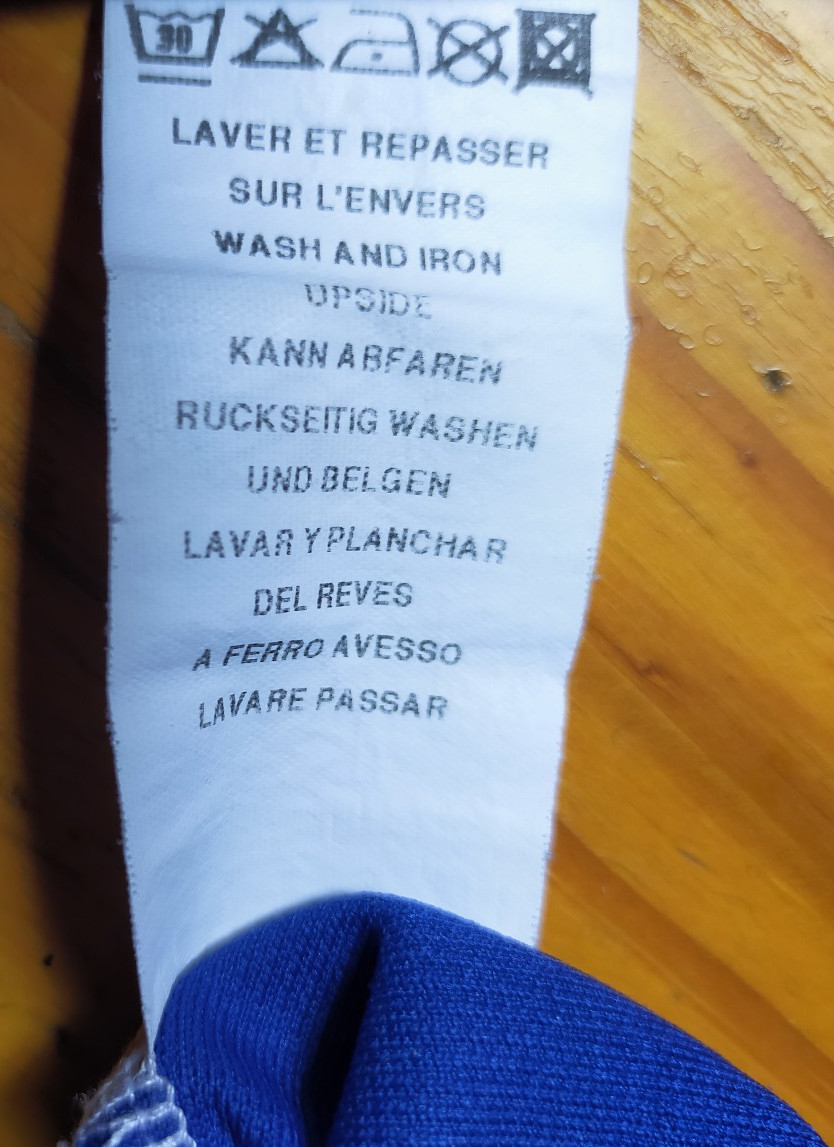 30
LAVER ET REPASSER
SUR L'ENVERS
WASH AND IRON
UPSIDE
KANN ABFAREN
RUCKSEITIG WASHEN
UND BELGEN
LAVAR Y PLANCHAR
DEL REVES
A FERRO AVESSO
LAVARE PASSAR